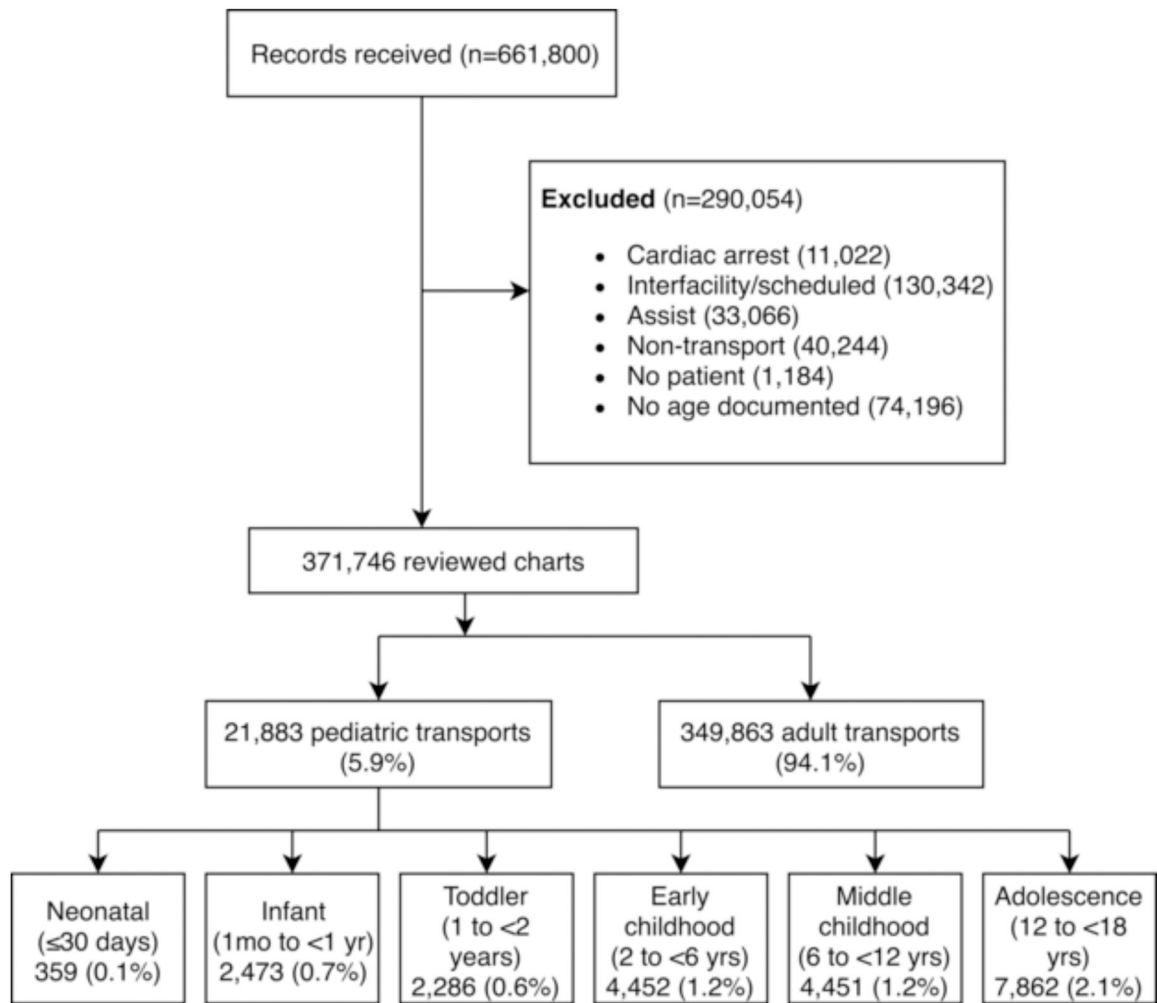 Records received (n=661,800)
Excluded (n=290,054)
• Cardiac arrest (11,022)
• Interfacility/scheduled (130,342)
• Assist (33,066)
• Non-transport (40,244)
• No patient (1,184)
• No age documented (74,196)
371,746 reviewed charts
21,883 pediatric transports
(5.9%)
349,863 adult transports
(94.1%)
Neonatal
(≤30 days)
359 (0.1%)
Infant
(1mo to <1 yr)
2,473 (0.7%)
Toddler
(1 to <2
years)
2,286 (0.6%)
Early
childhood
(2 to <6 yrs)
4,452 (1.2%)
Middle
childhood
(6 to <12 yrs)
4,451 (1.2%)
Adolescence
(12 to <18
yrs)
7,862 (2.1%)